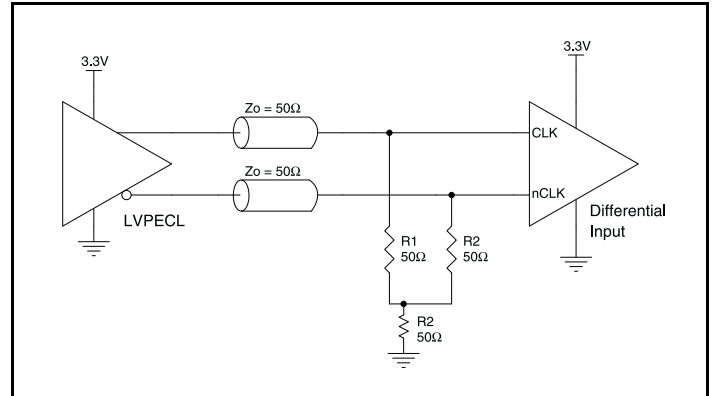 3.3V
3.3V
Zo = 50Ω
CLK
Zo = 50Ω
nCLK
LVPECL
Differential
Input
R1
50Ω
R2
50Ω
R2
50Ω